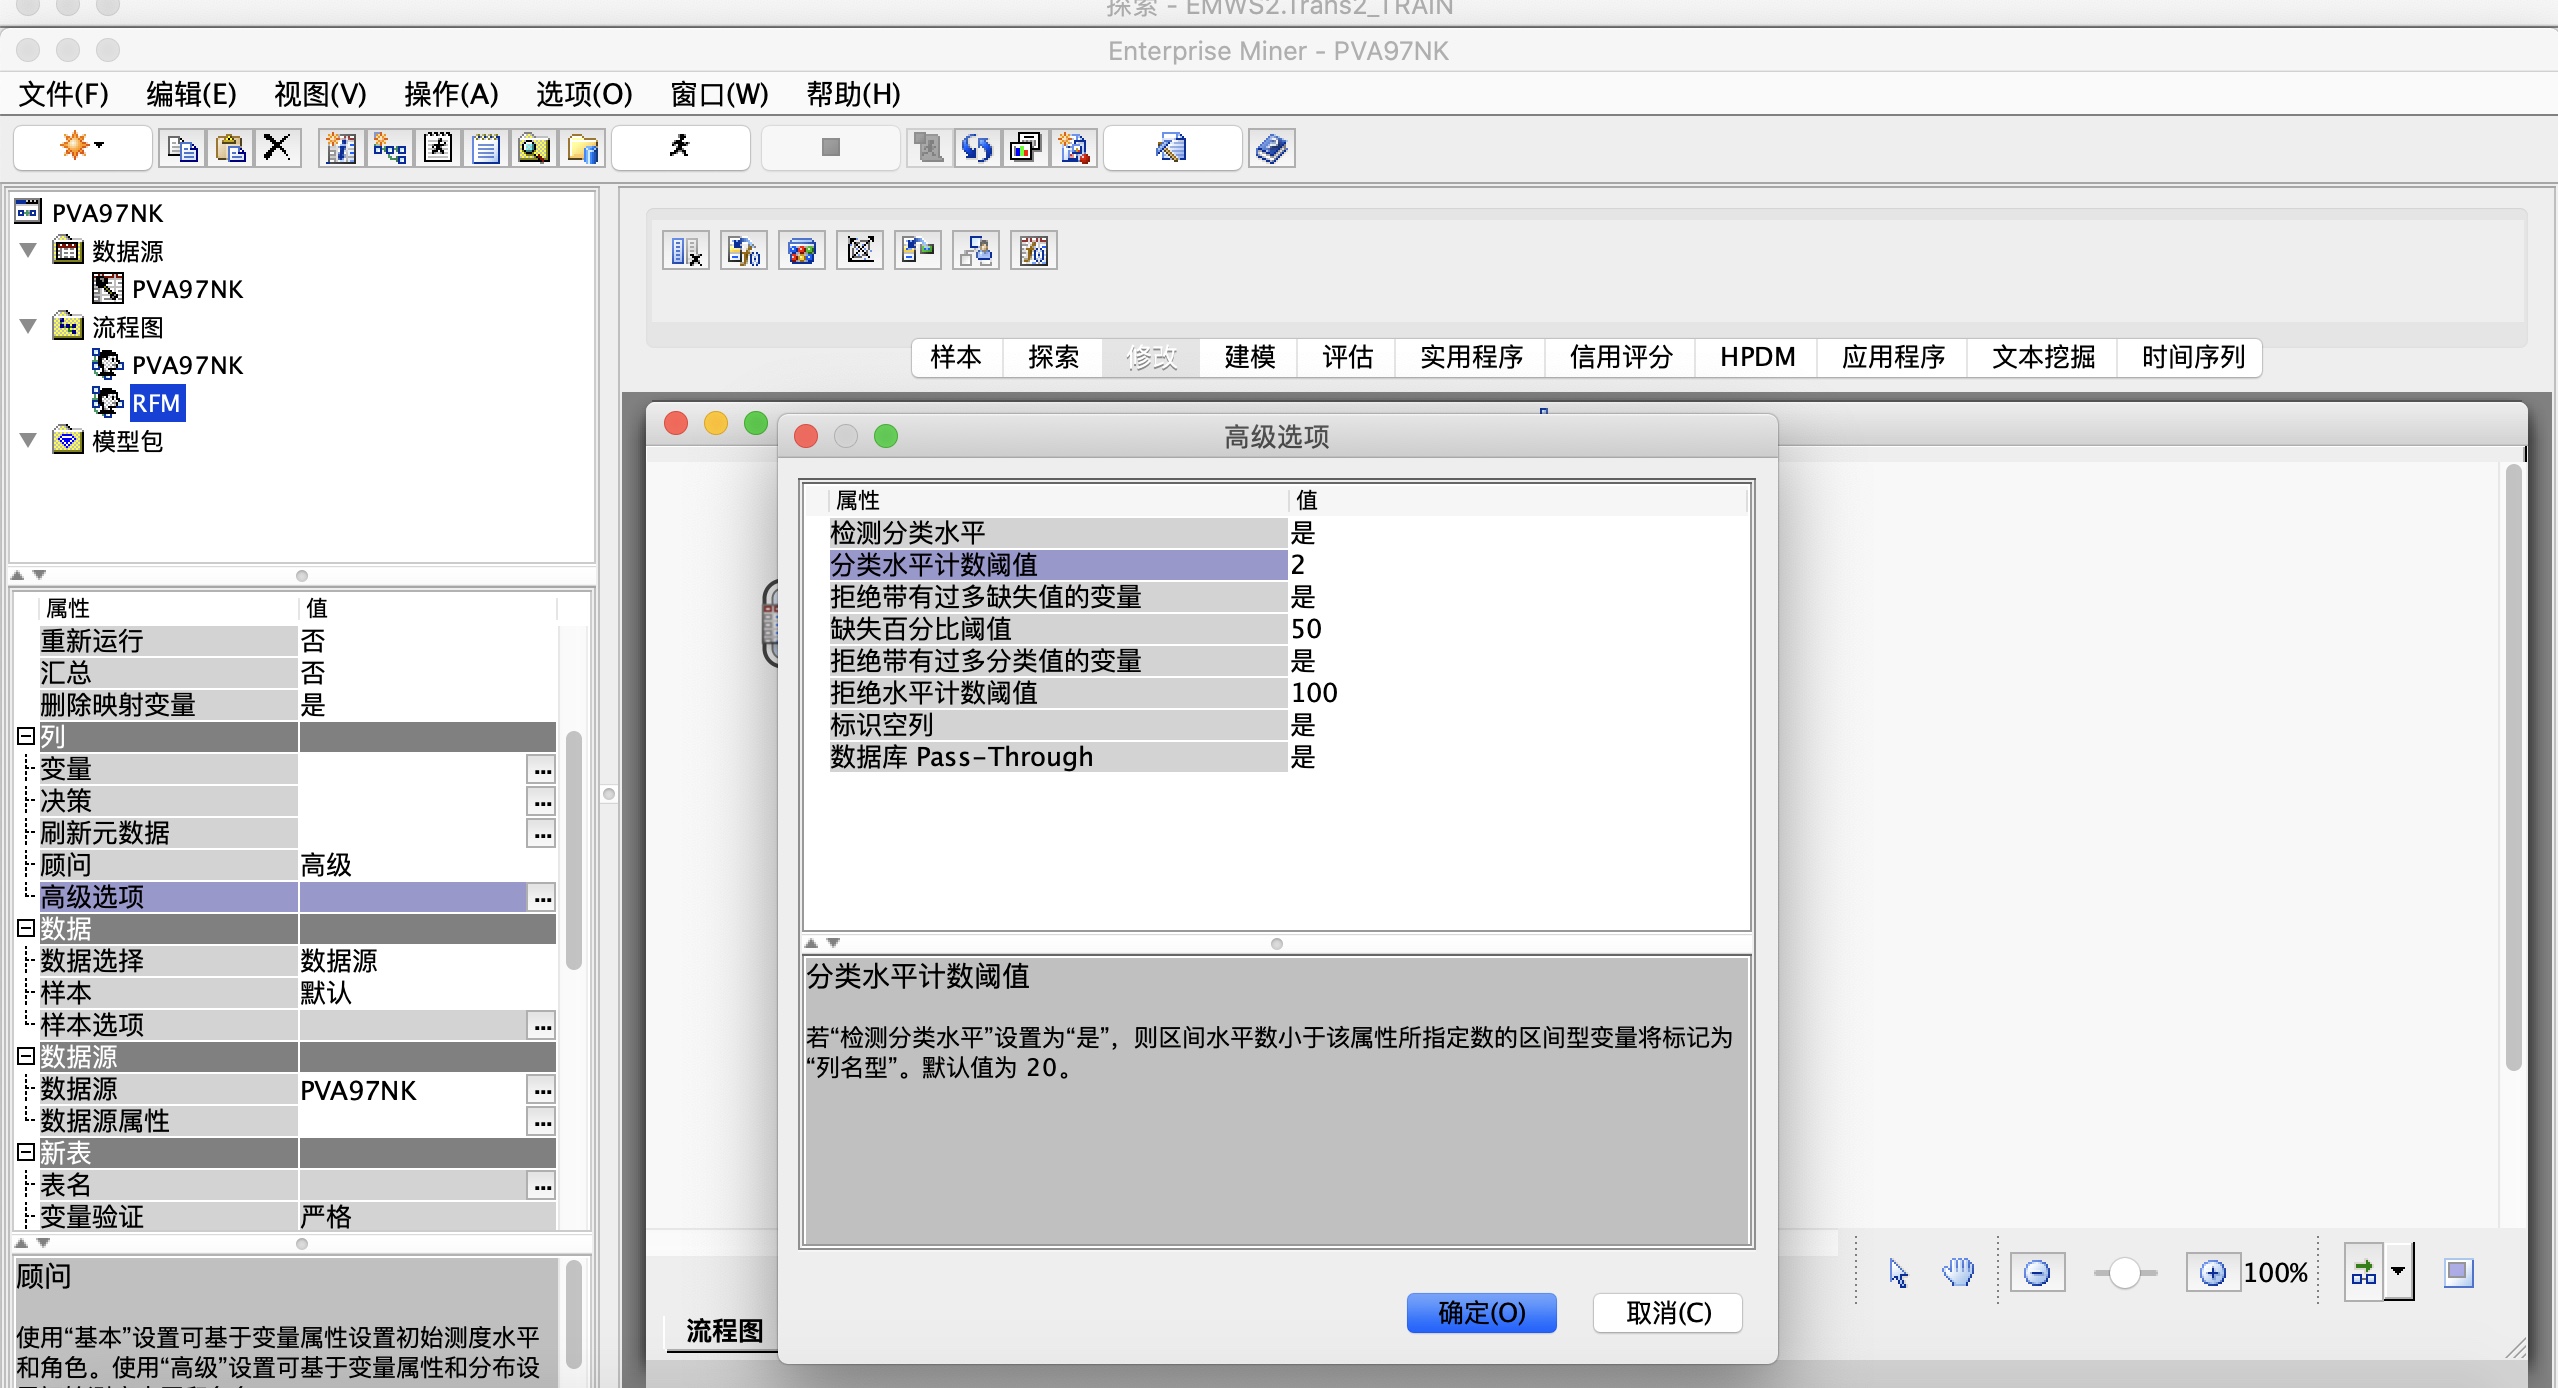 探索 - EMWS2.Trans2_TRAIN
Enterprise Miner - PVA97NK
文件(F) 编辑(E) 视图(V) 操作(A) 选项(O) 窗口(W) 帮助(H)
PVA97NK
数据源
PVA97NK
流程图
PVA97NK
RFM
模型包
样本 探索 修改 建模 评估 实用程序 信用评分 HPDM 应用程序 文本挖掘 时间序列
属性 值
重新运行 否
汇总 否
删除映射变量 是
列
变量 ...
决策 ...
刷新元数据 ...
顾问 高级
高级选项 ...
数据
数据选择 数据源
样本 默认
样本选项 ...
数据源
数据源 PVA97NK ...
数据源属性 ...
新表
表名 ...
变量验证 严格
顾问
使用“基本”设置可基于变量属性设置初始测度水平
和角色。使用“高级”设置可基于变量属性和分布设
高级选项
属性 值
检测分类水平 是
分类水平计数阈值 2
拒绝带有过多缺失值的变量 是
缺失百分比阈值 50
拒绝带有过多分类值的变量 是
拒绝水平计数阈值 100
标识空列 是
数据库 Pass-Through 是
分类水平计数阈值
若“检测分类水平”设置为“是”，则区间水平数小于该属性所指定数的区间型变量将标记为
“列名型”。默认值为 20。
确定(O) 取消(C)
流程图
100%